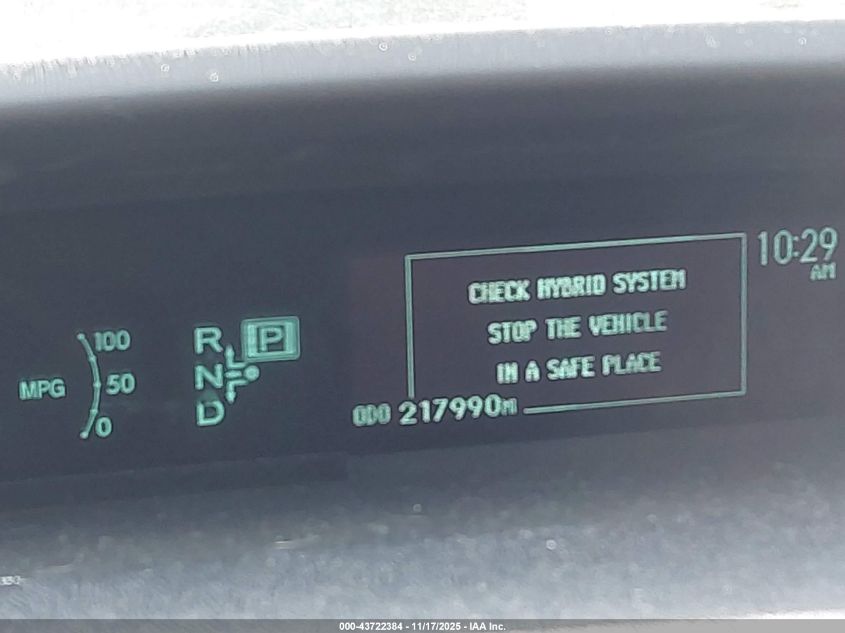 10:29
AM
CHECK HYBRID SYSTEM
STOP THE VEHICLE
IN A SAFE PLACE
100
MPG
50
0
R
P
N
D
ODO 217990M
000-43722384 - 11/17/2025 - IAA Inc.